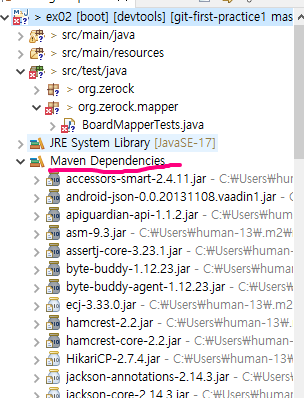 > ex02 [boot] [devtools] [git-first-practice1 mas
> src/main/java
> src/main/resources
src/test/java
> org.zerock
> org.zerock.mapper
> BoardMapperTests.java
JRE System Library [JavaSE-17]
Maven Dependencies
accessors-smart-2.4.11.jar - C:₩Users₩h
android-json-0.0.20131108.vaadin1.jar -
apiguardian-api-1.1.2.jar - C:₩Users₩hum
asm-9.3.jar - C:₩Users₩human-13₩.m2₩
assertj-core-3.23.1.jar - C:₩Users₩huma
byte-buddy-1.12.23.jar - C:₩Users₩huma
byte-buddy-agent-1.12.23.jar - C:₩Users
ecj-3.33.0.jar - C:₩Users₩human-13₩.m2
hamcrest-2.2.jar - C:₩Users₩human-13₩
hamcrest-core-2.2.jar - C:₩Users₩humar
HikariCP-2.7.4.jar - C:₩Users₩human-13₩
jackson-annotations-2.14.3.jar - C:₩User
jackson-core-2.14.3.jar - C:₩Users₩hum